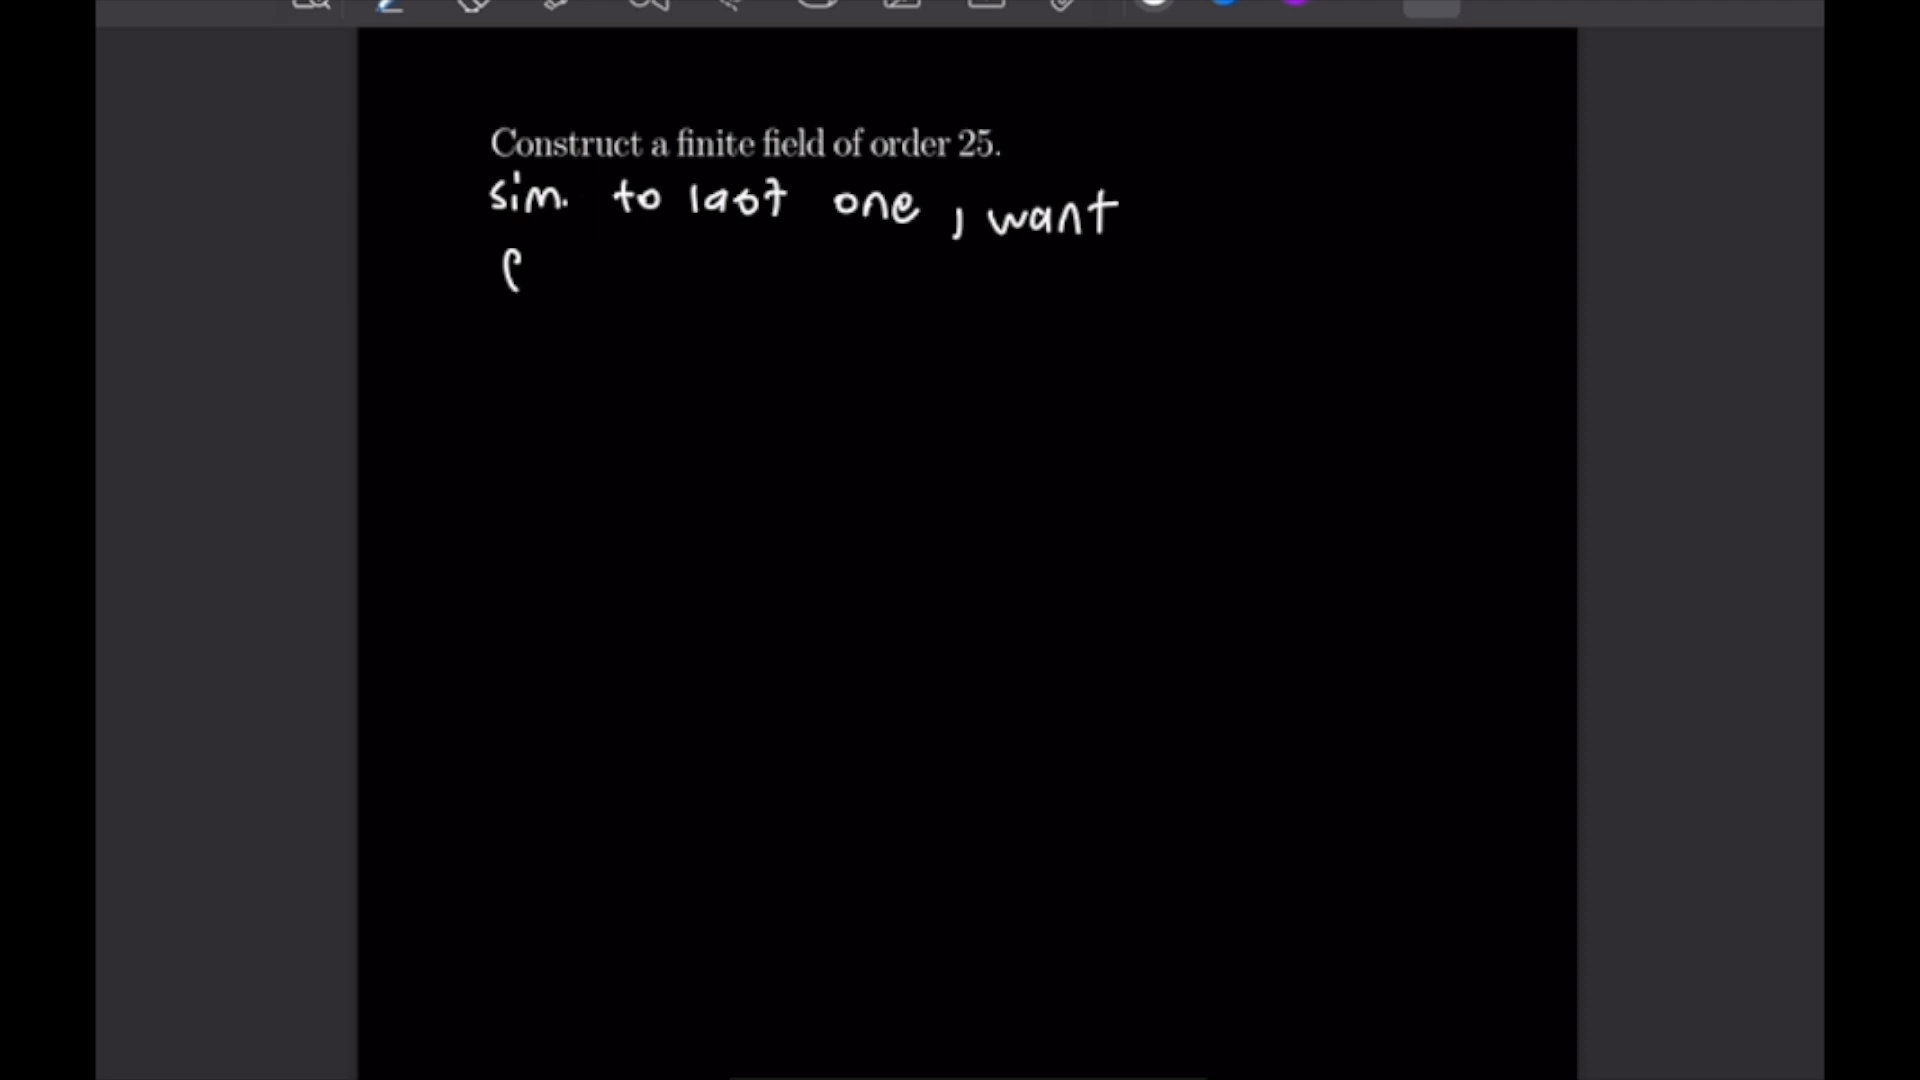 Construct a finite field of order 25.
sim. to last one, want